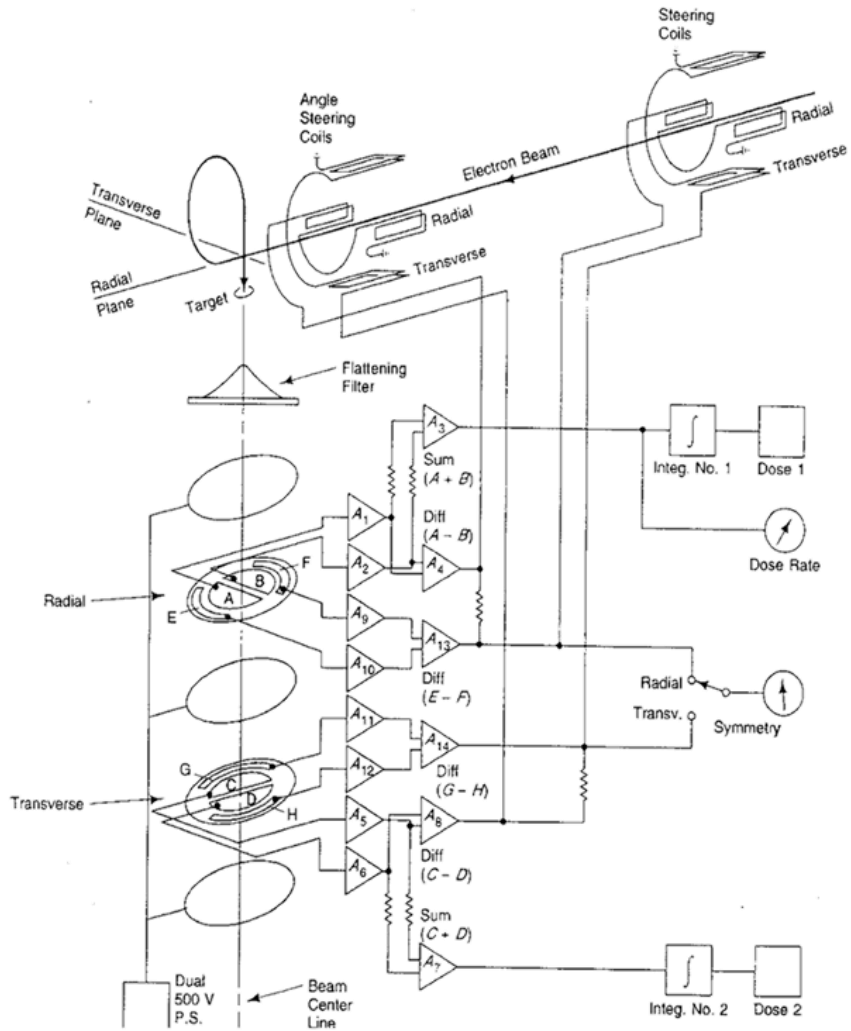 Steering
Coils
Angle
Steering
Coils
Radial
Electron Beam
Transverse
Transverse
Plane
Radial
Transverse
Radial
Plane
Target
Flattening
Filter
A3
Sum
(A + B)
∫
Integ. No. 1
Dose 1
A1
Diff
(A − B)
A2
A4
Dose Rate
F
B
A
E
Radial
A9
A13
A10
Diff
(E − F)
Radial
Transv.
Symmetry
A11
A14
G
C
D
H
Transverse
A12
Diff
(G − H)
A5
A8
Diff
(C − D)
A6
Sum
(C + D)
A7
∫
Integ. No. 2
Dose 2
Dual
500 V
P.S.
Beam
Center
Line